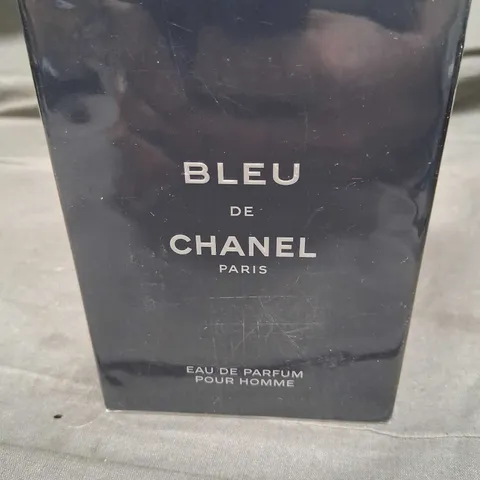 BLEU
DE
CHANEL
PARIS
EAU DE PARFUM
POUR HOMME